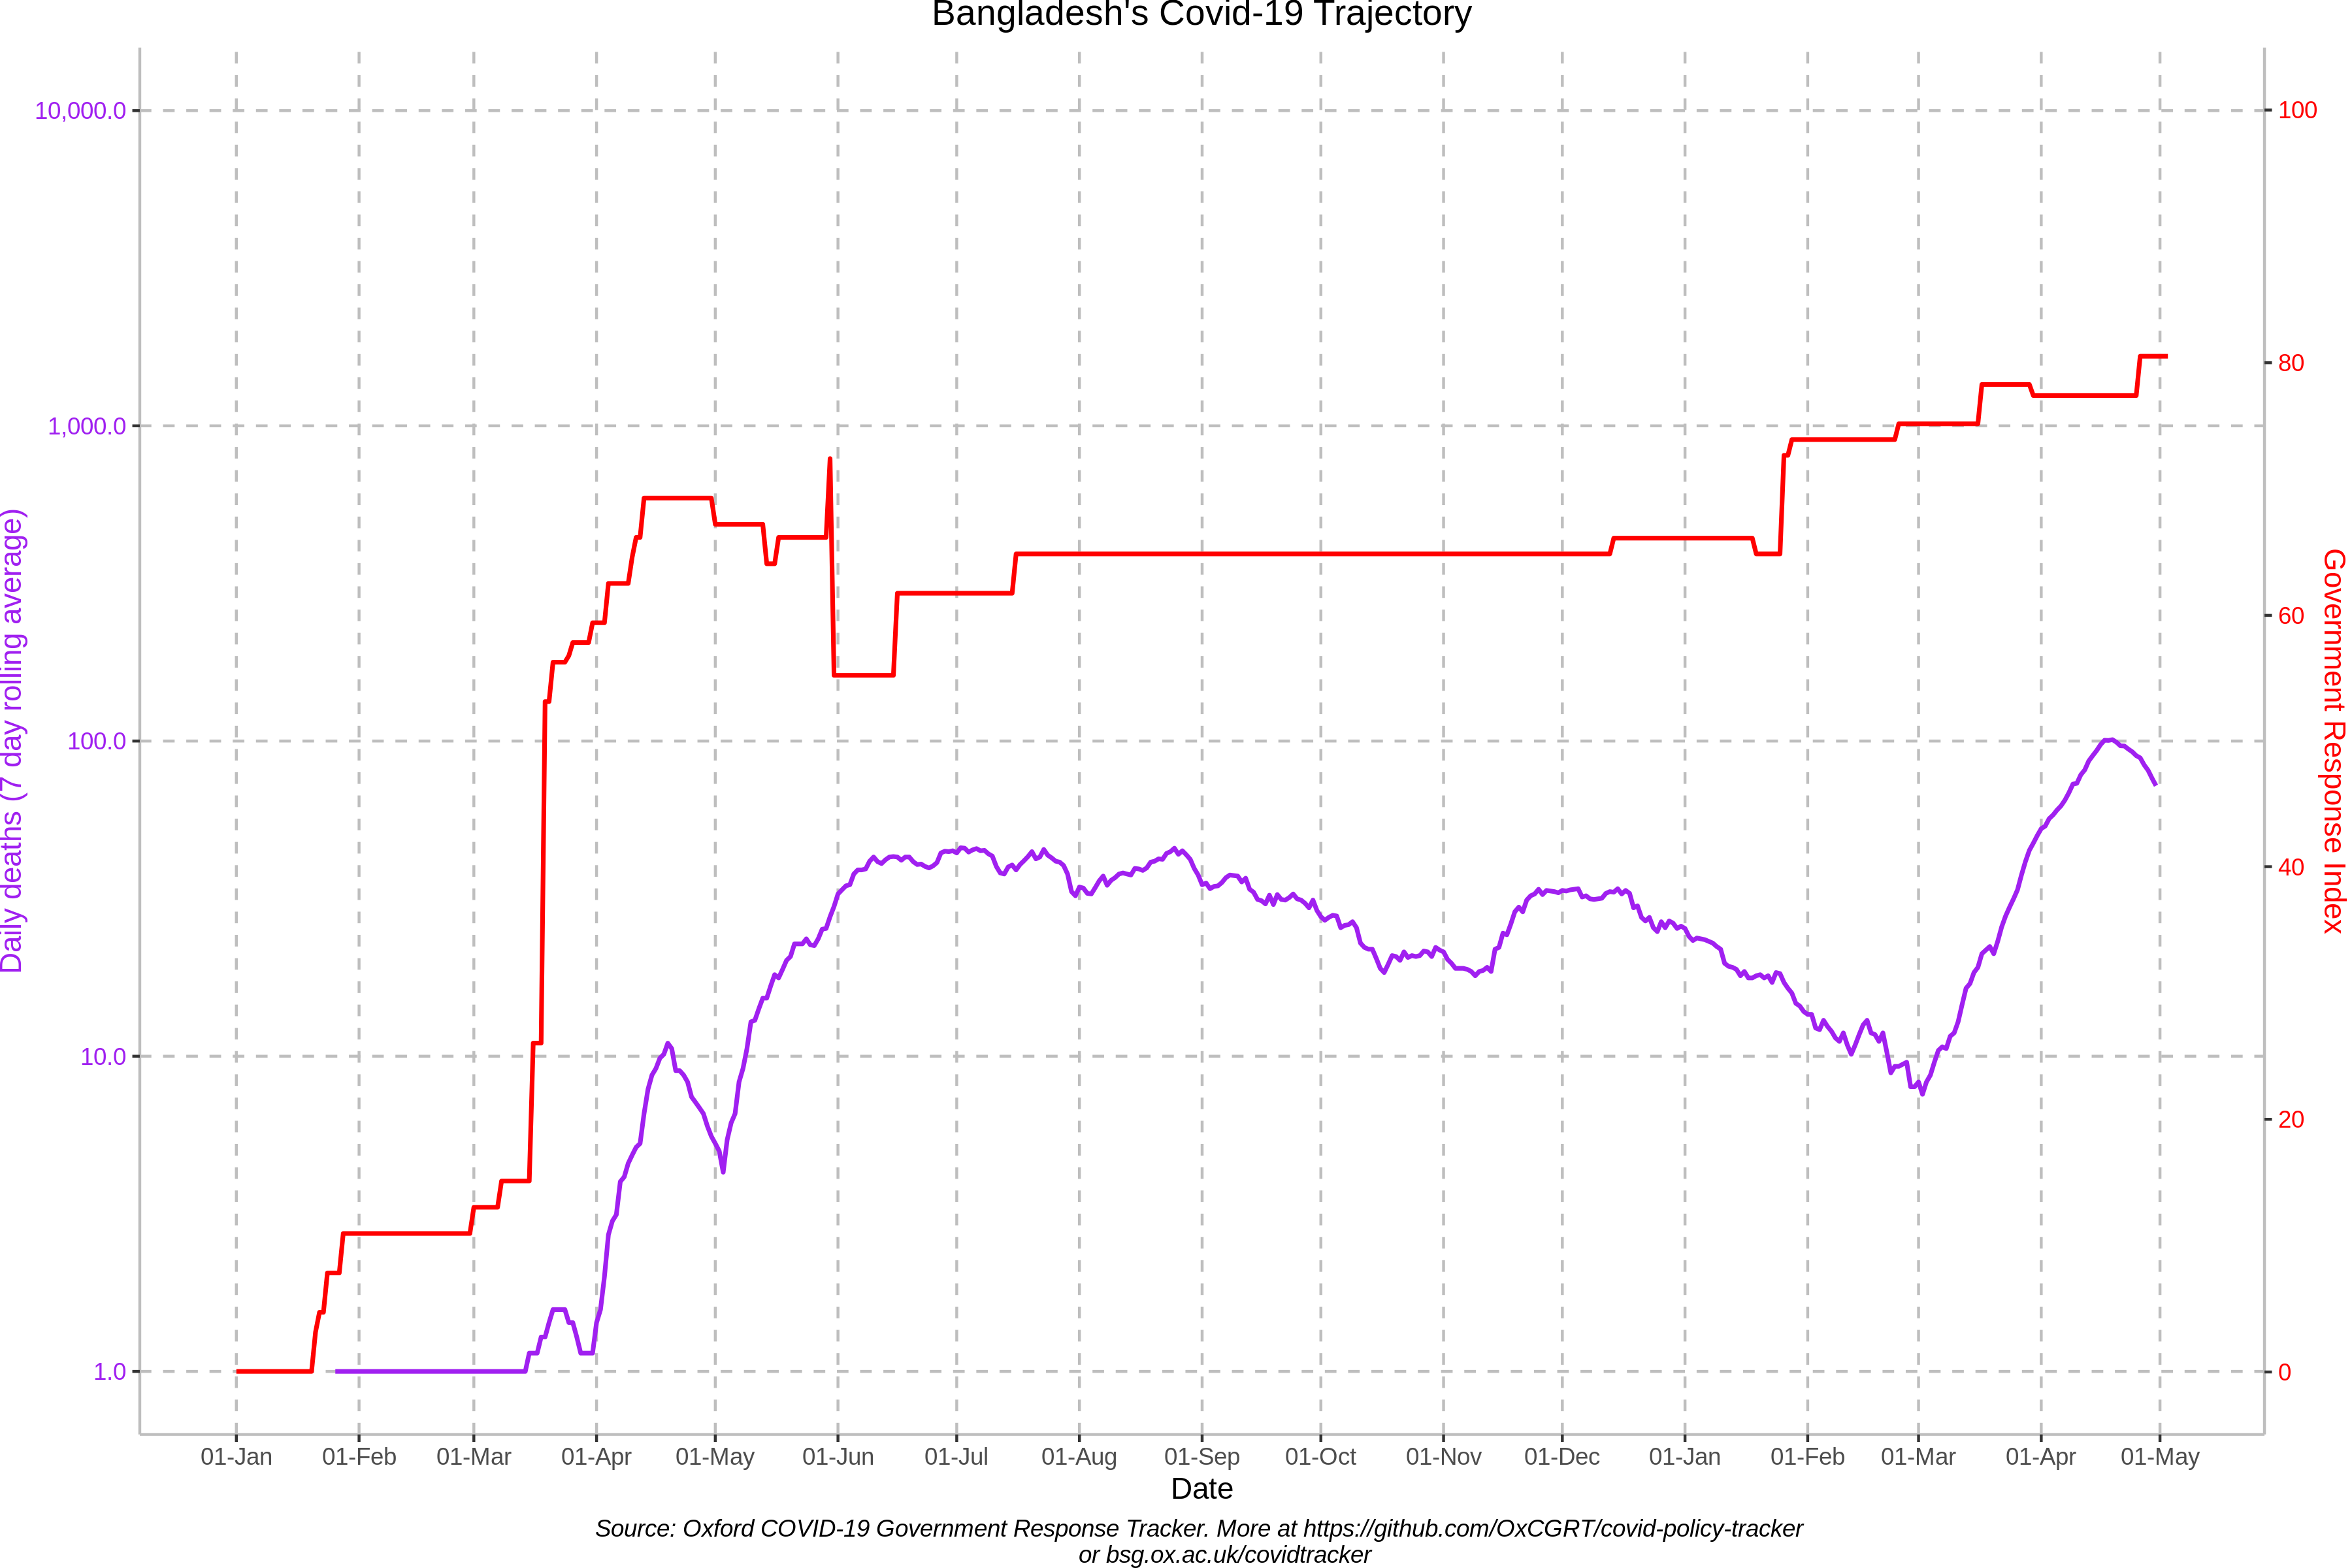 Bangladesh's Covid-19 Trajectory
10,000.0
1,000.0
100.0
10.0
1.0
Daily deaths (7 day rolling average)
100
80
60
40
20
0
Government Response Index
01-Jan 01-Feb 01-Mar 01-Apr 01-May 01-Jun 01-Jul 01-Aug 01-Sep 01-Oct 01-Nov 01-Dec 01-Jan 01-Feb 01-Mar 01-Apr 01-May
Date
Source: Oxford COVID-19 Government Response Tracker. More at https://github.com/OxCGRT/covid-policy-tracker
or bsg.ox.ac.uk/covidtracker